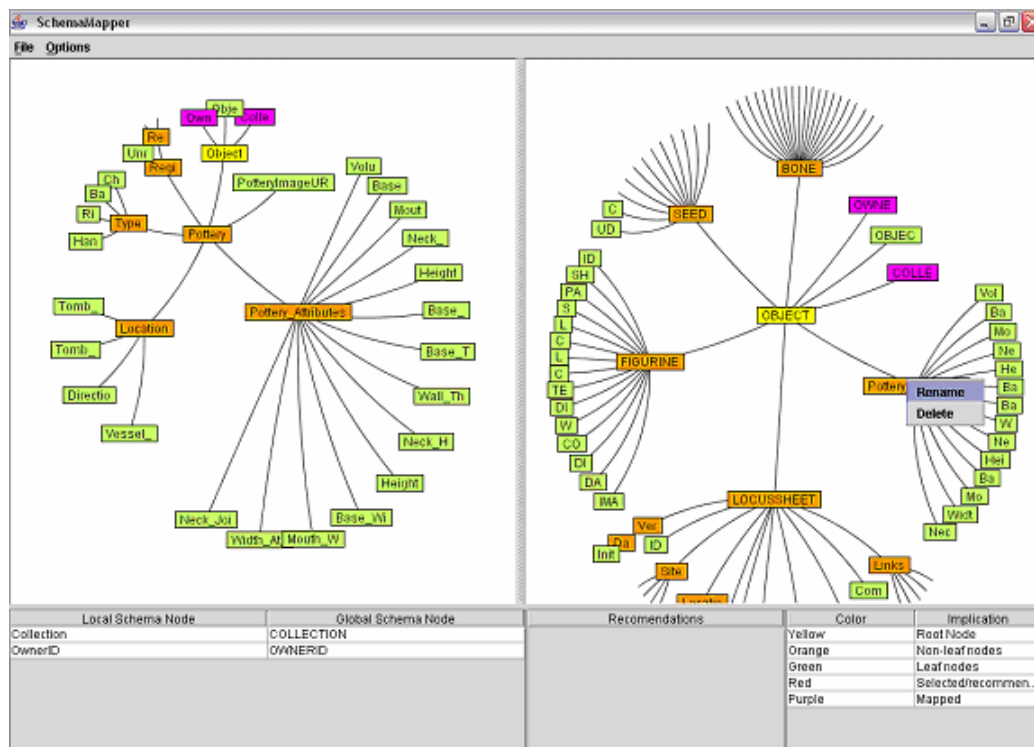 SchemaMapper
File Options
Obje
Own
Colle
Re
Unr
Regi
Object
Volu
PotteryImageUR
Base
Ch
Ba
Mout
Ri
Type
Pottery
Neck_
Han
Height
Tomb_
Pottery_Attributes
Base_
Location
Tomb_
Base_T
Directio
Wall_Th
Vessel_
Neck_H
Height
Neck_Joi
Base_Wi
Mouth_W
BONE
C
SEED
OWNE
UD
OBJEC
ID
COLLE
SH
PA
Vol
S
OBJECT
Ba
L
Mo
C
Ne
L
FIGURINE
He
C
Pottery
Rename
Ba
TE
Delete
Ba
DI
W
W
Ne
CO
Hei
DI
Ba
DA
Mo
IMA
LOCUSSHEET
Widt
Ver
Nec
Da
ID
Init
Links
Site
Com
Local Schema Node Global Schema Node
Collection COLLECTION
OwnerID OWNERID
Recomendations
Color Implication
Yellow Root Node
Orange Non-leaf nodes
Green Leaf nodes
Red Selected/recommen...
Purple Mapped